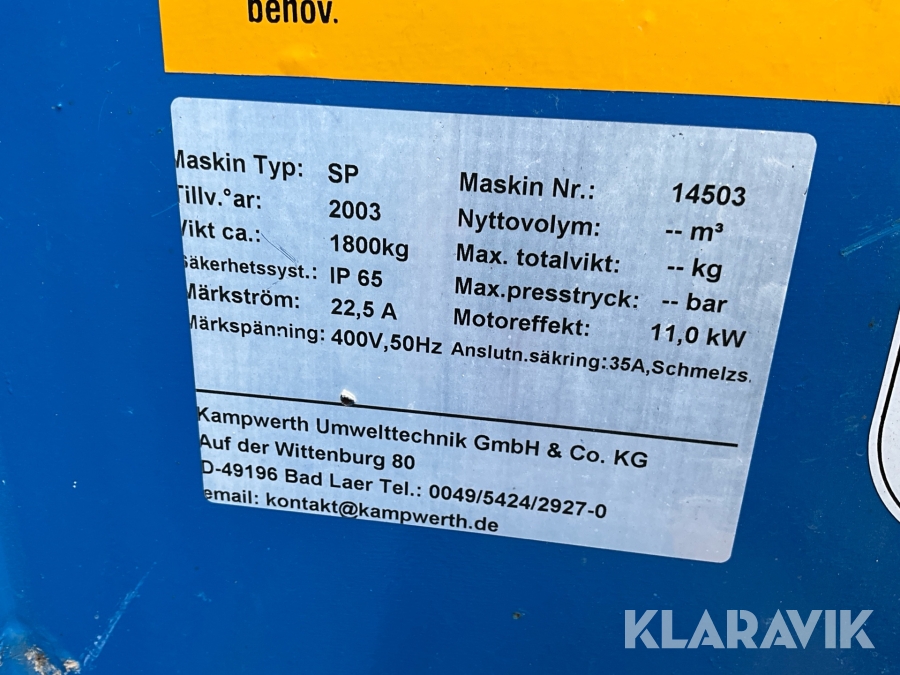 behov.
Maskin Typ: SP
Tillv.°ar: 2003
Vikt ca.: 1800kg
Säkerhetssyst.: IP 65
Märkström: 22,5 A
Märkspänning: 400V,50Hz
Maskin Nr.: 14503
Nyttovolym: -- m³
Max. totalvikt: -- kg
Max.presstryck: -- bar
Motoreffekt: 11,0 kW
Anslutn.säkring:35A,Schmelzs.
Kampwerth Umwelttechnik GmbH & Co. KG
Auf der Wittenburg 80
D-49196 Bad Laer Tel.: 0049/5424/2927-0
email: kontakt@kampwerth.de
KLARAVIK